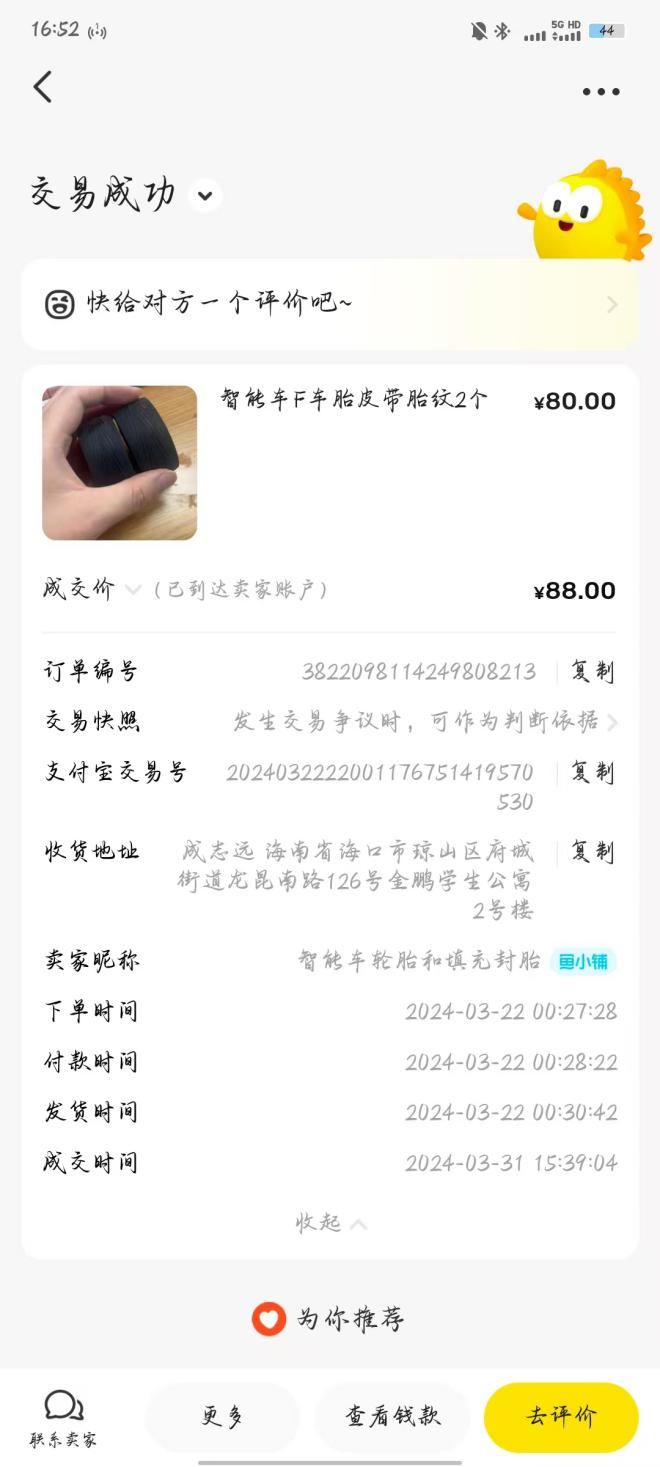 16:52
5G HD
44
交易成功
快给对方一个评价吧~
智能车F车胎皮带胎纹2个
¥80.00
成交价 (已到达卖家账户)
¥88.00
订单编号 3822098114249808213 复制
交易快照 发生交易争议时，可作为判断依据
支付宝交易号 2024032222001176751419570 复制
530
收货地址 成志远 海南省海口市琼山区府城 复制
街道龙昆南路126号金鹏学生公寓
2号楼
卖家昵称 智能车轮胎和填充封胎 鱼小铺
下单时间 2024-03-22 00:27:28
付款时间 2024-03-22 00:28:22
发货时间 2024-03-22 00:30:42
成交时间 2024-03-31 15:39:04
收起
为你推荐
联系卖家
更多
查看钱款
去评价